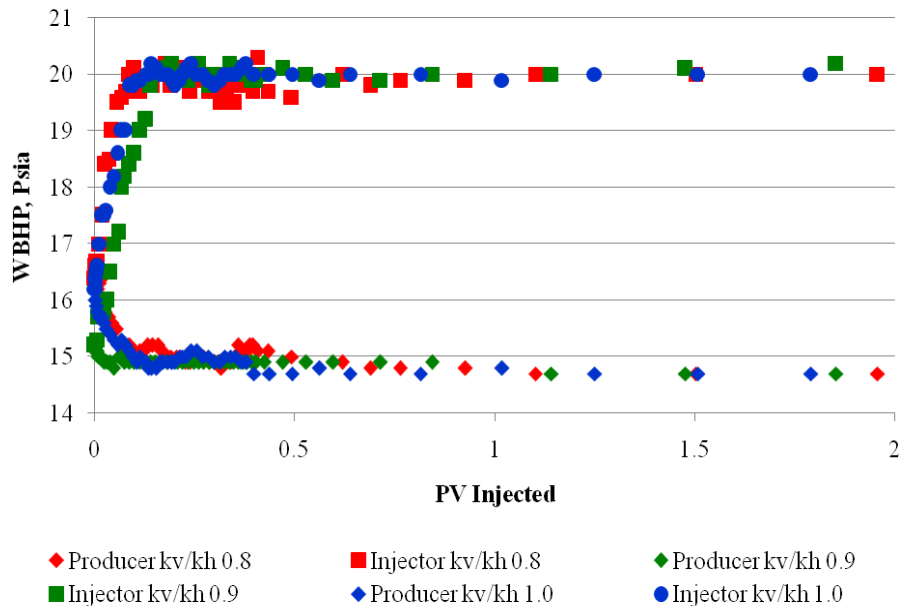 21
20
19
18
17
16
15
14
WBHP, Psia
0
0.5
1
1.5
2
PV Injected
Producer kv/kh 0.8
Injector kv/kh 0.8
Producer kv/kh 0.9
Injector kv/kh 0.9
Producer kv/kh 1.0
Injector kv/kh 1.0